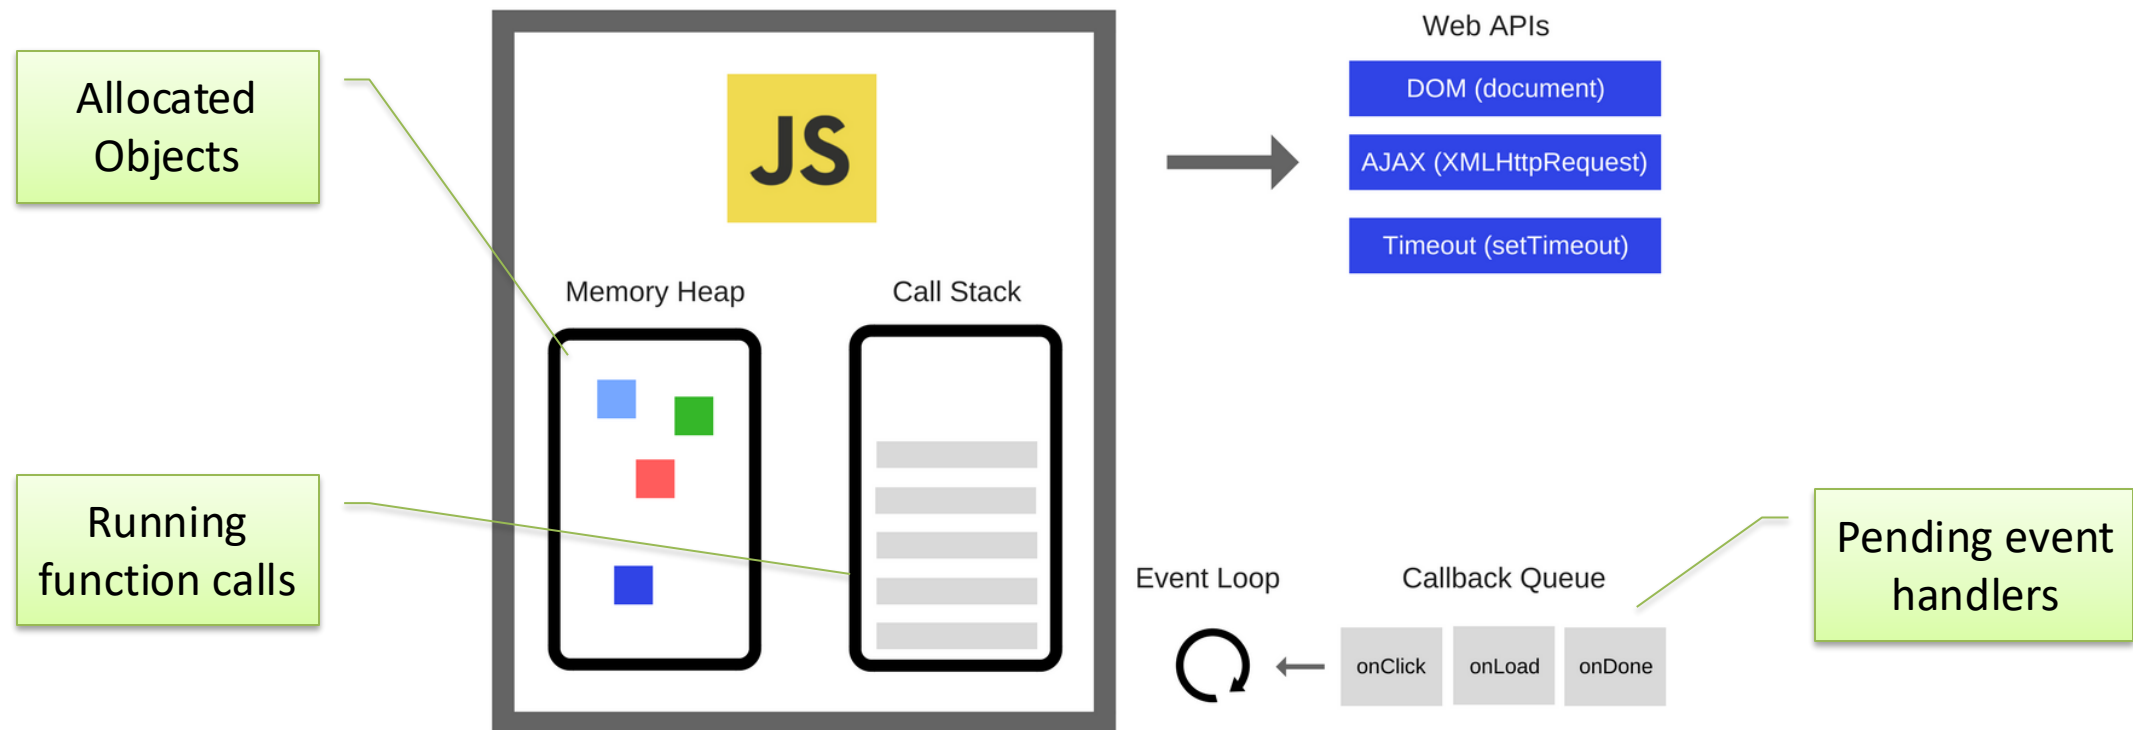 Web APIs
Allocated
Objects
JS
DOM (document)
AJAX (XMLHttpRequest)
Timeout (setTimeout)
Memory Heap
Call Stack
Running
function calls
Event Loop
Callback Queue
onClick
onLoad
onDone
Pending event
handlers